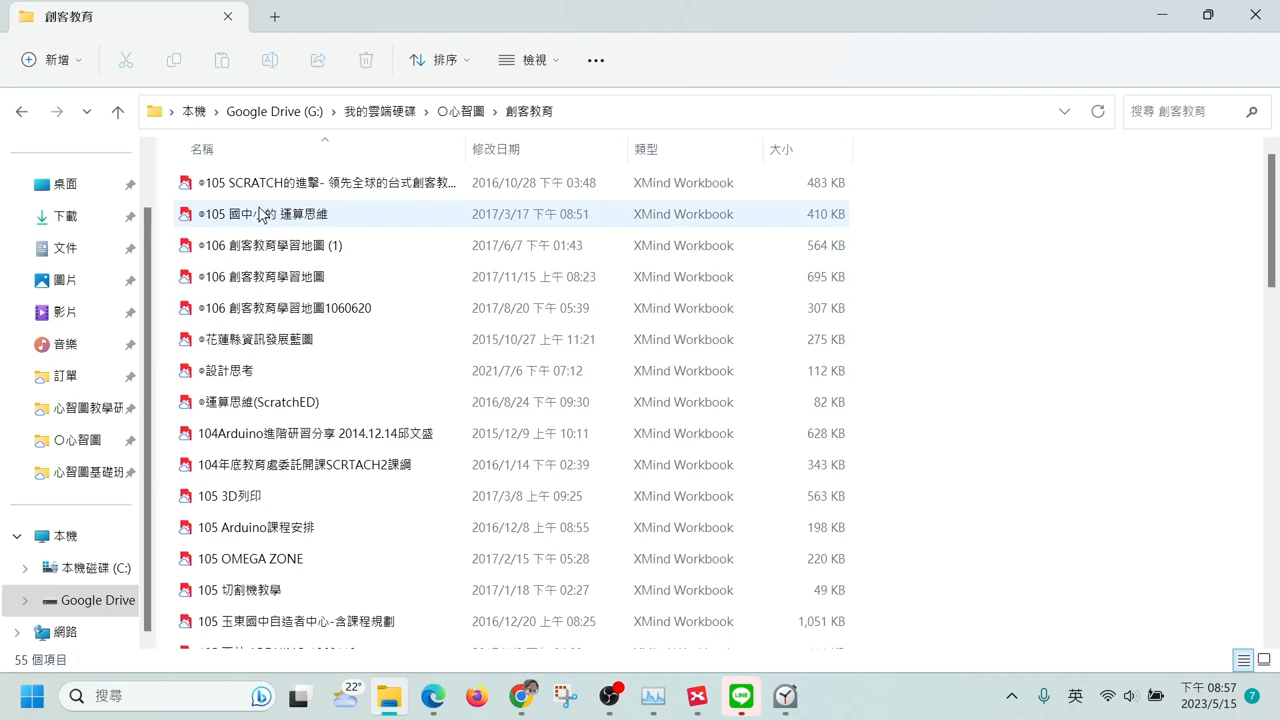 創客教育
新增
排序
檢視
本機 > Google Drive (G:) > 我的雲端硬碟 > 〇心智圖 > 創客教育
搜尋 創客教育
名稱 修改日期 類型 大小
桌面
下載
文件
圖片
影片
音樂
訂單
心智圖教學研
〇心智圖
心智圖基礎班
本機
本機磁碟 (C:)
Google Drive
網路
⊙105 SCRATCH的進擊- 領先全球的台式創客教... 2016/10/28 下午 03:48 XMind Workbook 483 KB
⊙105 國中小的 運算思維 2017/3/17 下午 08:51 XMind Workbook 410 KB
⊙106 創客教育學習地圖 (1) 2017/6/7 下午 01:43 XMind Workbook 564 KB
⊙106 創客教育學習地圖 2017/11/15 上午 08:23 XMind Workbook 695 KB
⊙106 創客教育學習地圖1060620 2017/8/20 下午 05:39 XMind Workbook 307 KB
⊙花蓮縣資訊發展藍圖 2015/10/27 上午 11:21 XMind Workbook 275 KB
⊙設計思考 2021/7/6 下午 07:12 XMind Workbook 112 KB
⊙運算思維(ScratchED) 2016/8/24 下午 09:30 XMind Workbook 82 KB
104Arduino進階研習分享 2014.12.14邱文盛 2015/12/9 上午 10:11 XMind Workbook 628 KB
104年底教育處委託開課SCRTACH2課綱 2016/1/14 下午 02:39 XMind Workbook 343 KB
105 3D列印 2017/3/8 上午 09:25 XMind Workbook 563 KB
105 Arduino課程安排 2016/12/8 上午 08:55 XMind Workbook 198 KB
105 OMEGA ZONE 2017/2/15 下午 05:28 XMind Workbook 220 KB
105 切割機教學 2017/1/18 下午 02:27 XMind Workbook 49 KB
105 玉東國中自造者中心-含課程規劃 2016/12/20 上午 08:25 XMind Workbook 1,051 KB
55 個項目
搜尋
22°
英
下午 08:57
2023/5/15
7